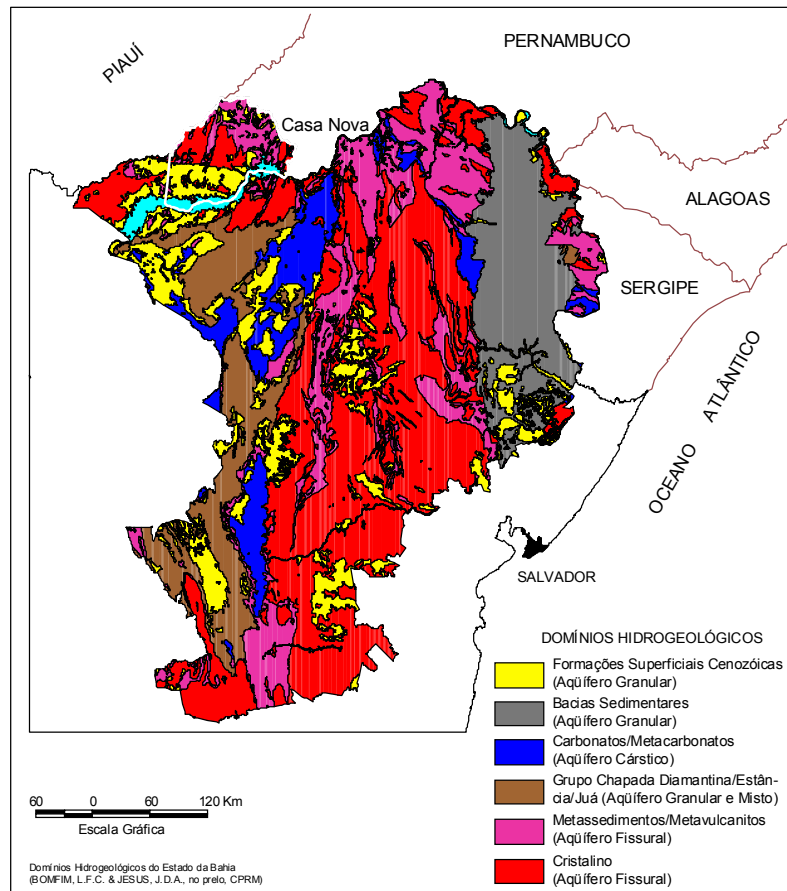 PIAUÍ
PERNAMBUCO
Casa Nova
ALAGOAS
SERGIPE
OCEANO ATLÂNTICO
SALVADOR
DOMÍNIOS HIDROGEOLÓGICOS
Formações Superficiais Cenozóicas
(Aqüífero Granular)
Bacias Sedimentares
(Aqüífero Granular)
Carbonatos/Metacarbonatos
(Aqüífero Cárstico)
Grupo Chapada Diamantina/Estân-
cia/Juá (Aqüífero Granular e Misto)
Metassedimentos/Metavulcanitos
(Aqüífero Fissural)
Cristalino
(Aqüífero Fissural)
60 0 60 120 Km
Escala Gráfica
Domínios Hidrogeológicos do Estado da Bahia
(BOMFIM, L.F.C. & JESUS, J.D.A., no prelo, CPRM)